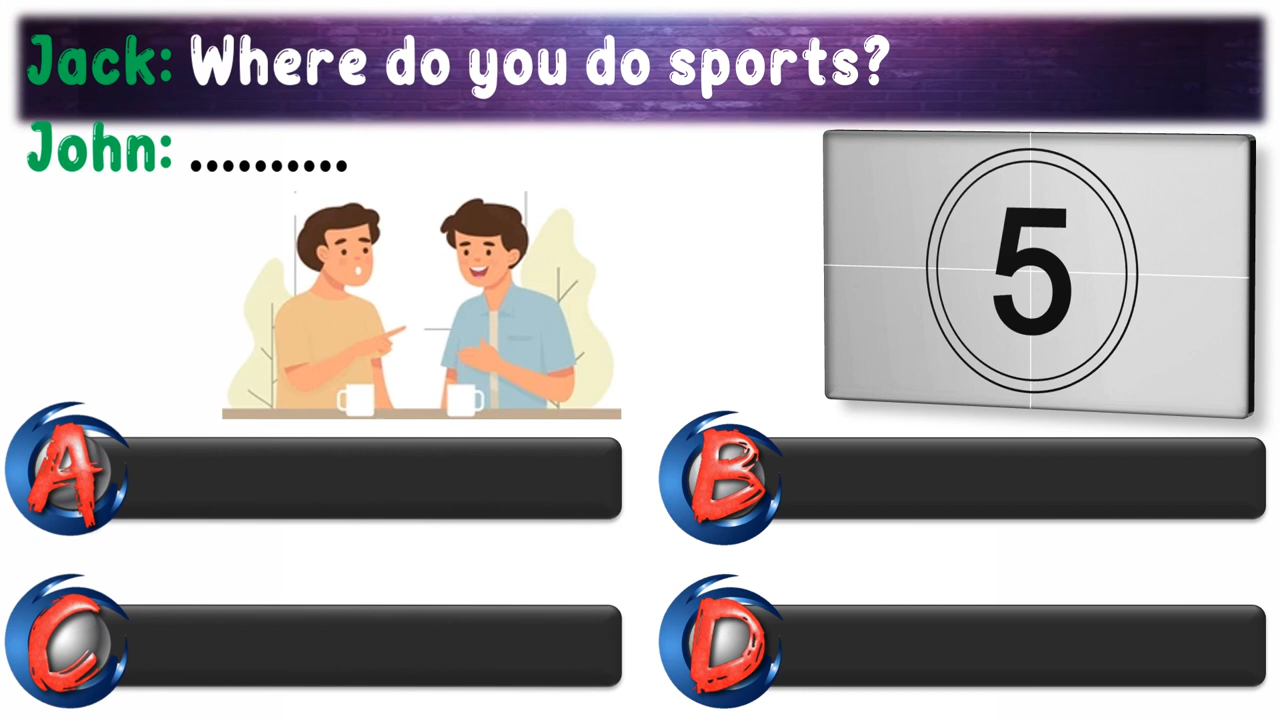 Jack: Where do you do sports?
John: ..........
5
A
B
C
D